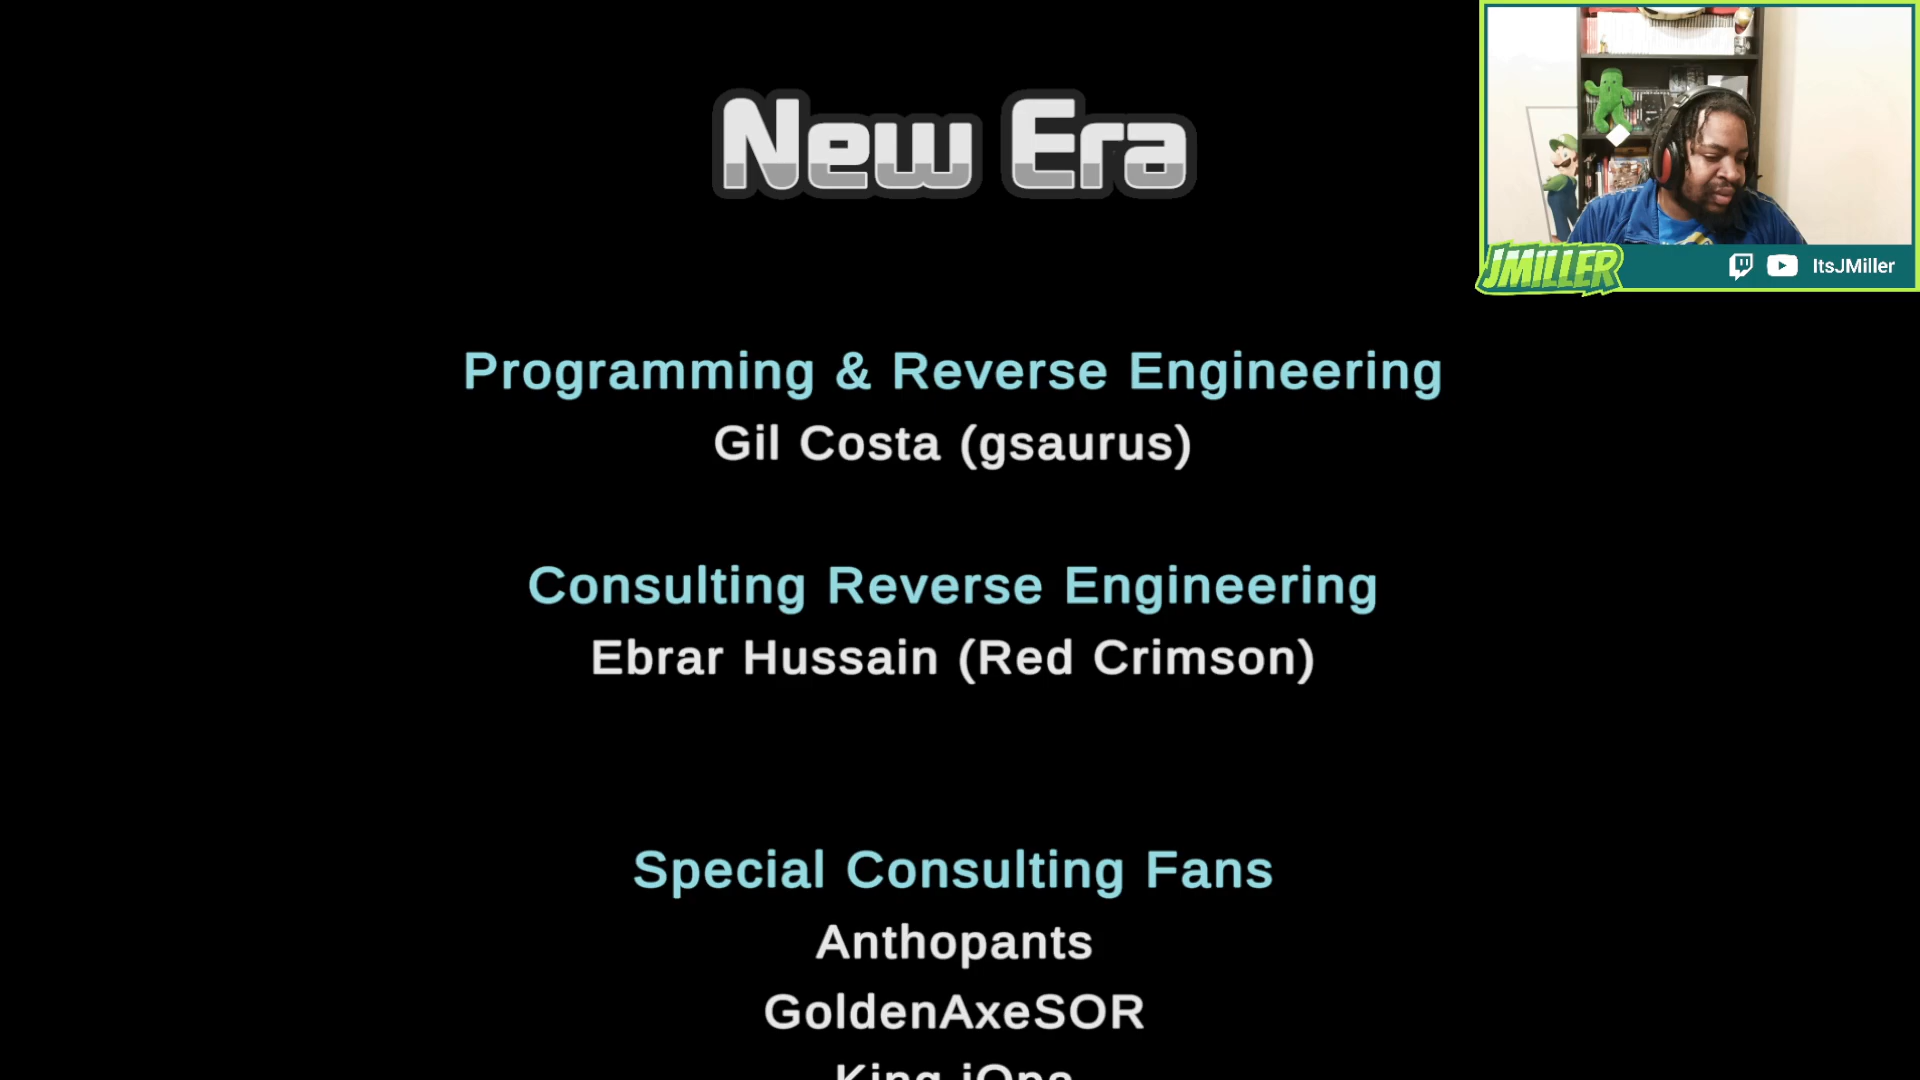 New Era
Programming & Reverse Engineering
Gil Costa (gsaurus)
Consulting Reverse Engineering
Ebrar Hussain (Red Crimson)
Special Consulting Fans
Anthopants
GoldenAxeSOR
JMILLER
ItsJMiller